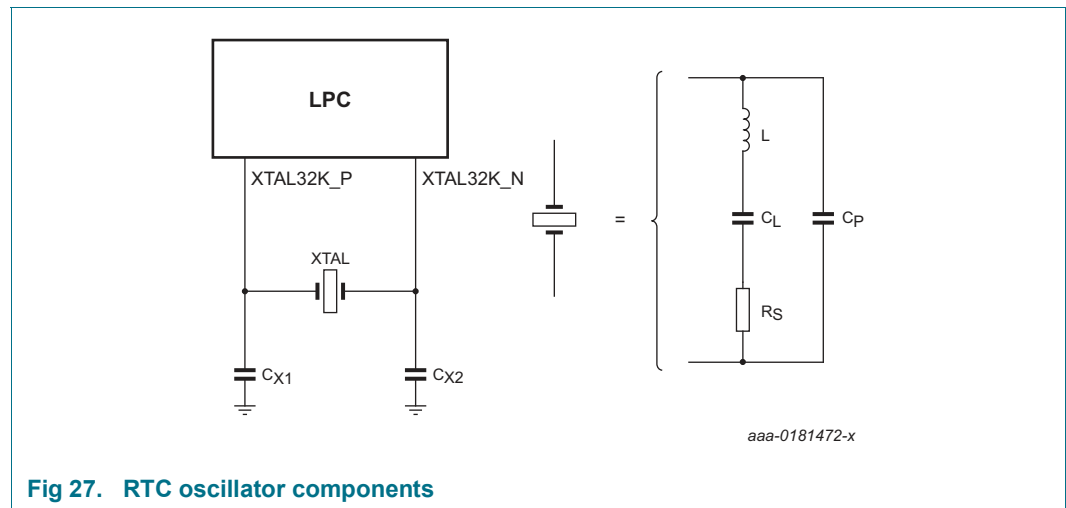 LPC
XTAL32K_P
XTAL32K_N
XTAL
CX1
CX2
=
L
CL
CP
RS
aaa-0181472-x
Fig 27. RTC oscillator components